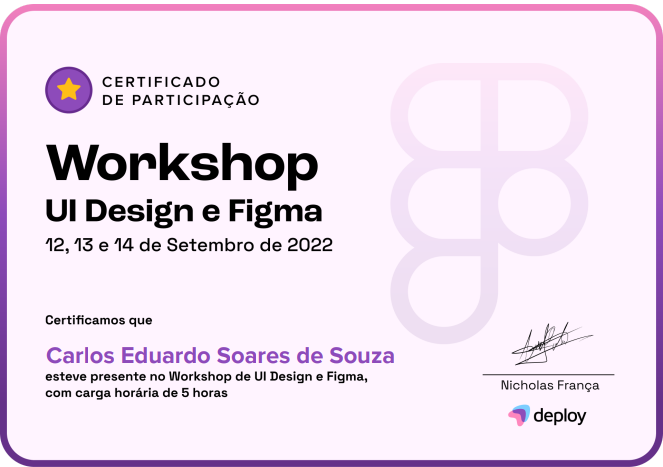 CERTIFICADO
DE PARTICIPAÇÃO
Workshop
UI Design e Figma
12, 13 e 14 de Setembro de 2022
Certificamos que
Carlos Eduardo Soares de Souza
esteve presente no Workshop de UI Design e Figma,
com carga horária de 5 horas
Nicholas França
deploy